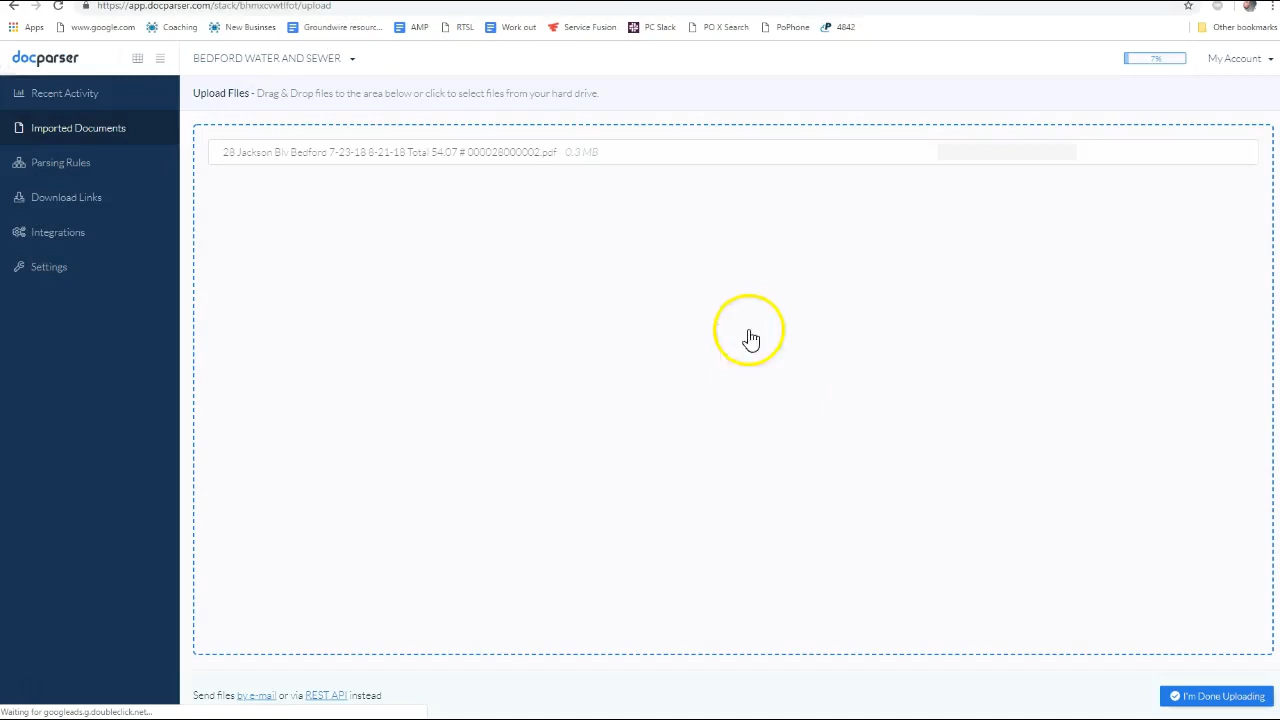 https://app.docparser.com/stack/bhmxcvwtlfot/upload
Apps www.google.com Coaching New Businses Groundwire resourc... AMP RTSL Work out Service Fusion PC Slack PO X Search PoPhone 4842 Other bookmarks
docparser BEDFORD WATER AND SEWER 7% My Account
Recent Activity
Upload Files - Drag & Drop files to the area below or click to select files from your hard drive.
Imported Documents
28 Jackson Blv Bedford 7-23-18 8-21-18 Total 54.07 # 000028000002.pdf 0.3 MB
Parsing Rules
Download Links
Integrations
Settings
Send files by e-mail or via REST API instead
I'm Done Uploading
Waiting for googleads.g.doubleclick.net...